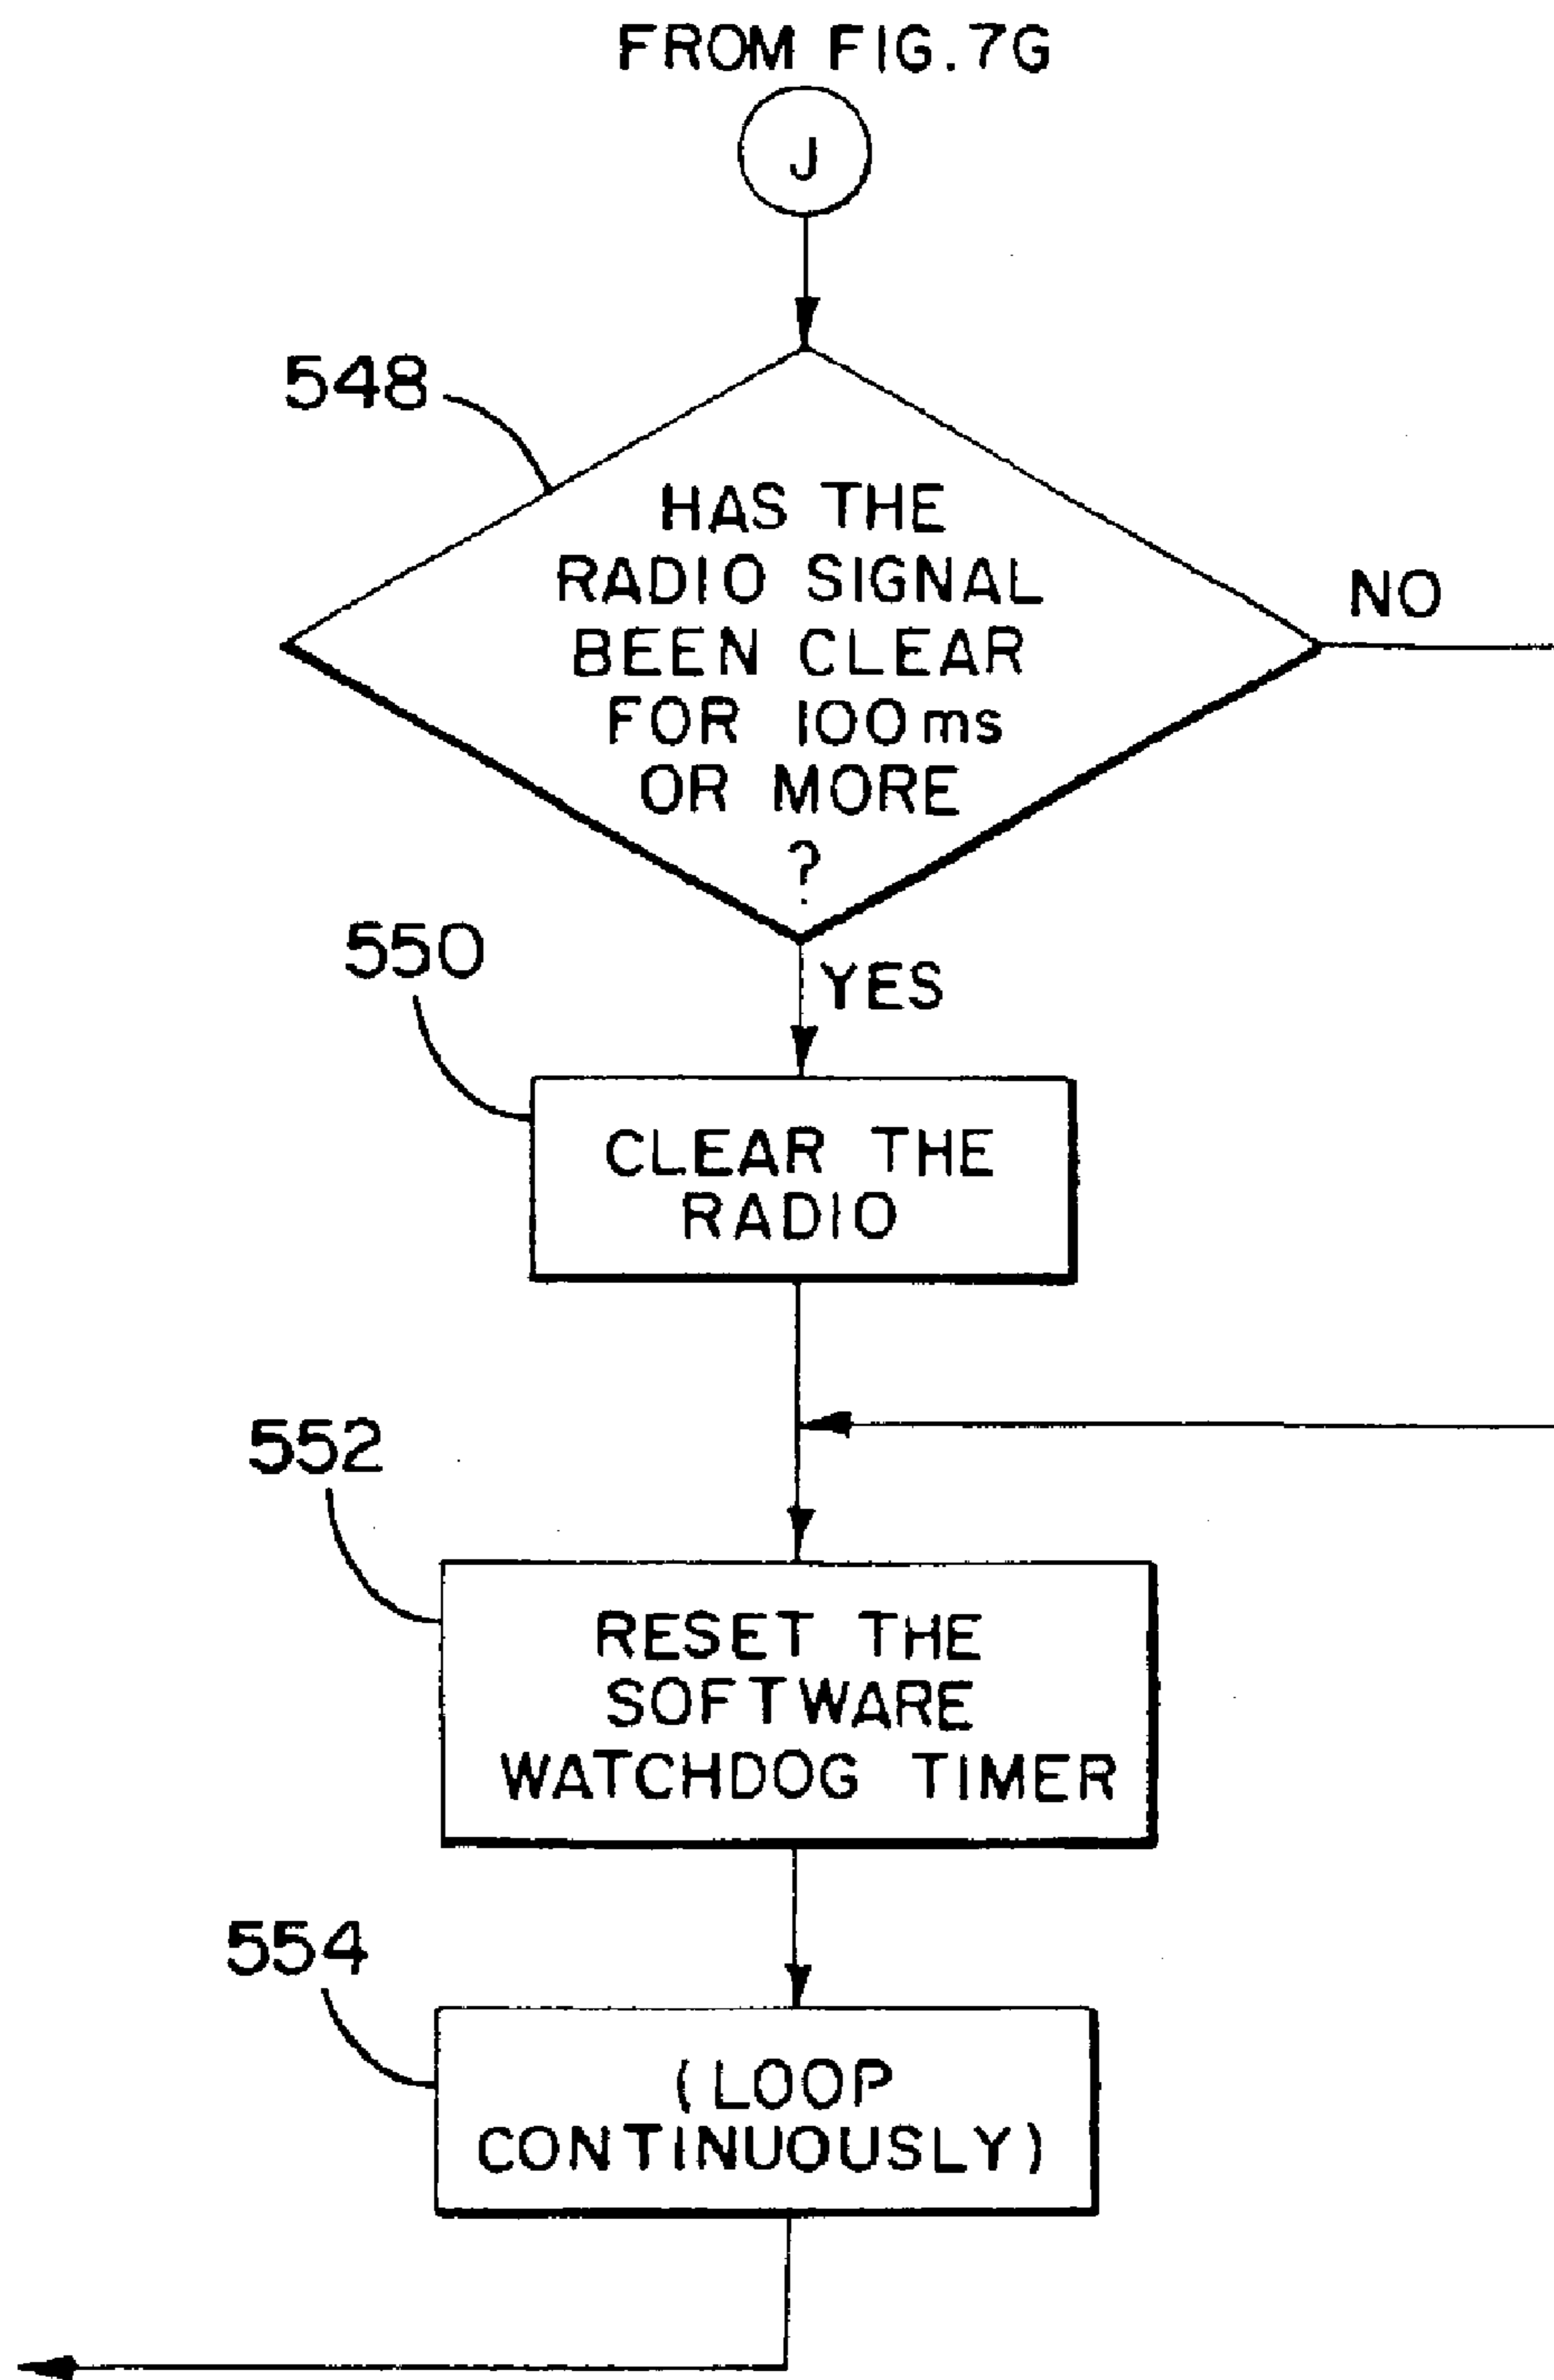 FROM FIG. 7G
J
548
HAS THE
RADIO SIGNAL
BEEN CLEAR
FOR 100ms
OR MORE
?
NO
550
YES
CLEAR THE
RADIO
552
RESET THE
SOFTWARE
WATCHDOG TIMER
554
(LOOP
CONTINUOUSLY)